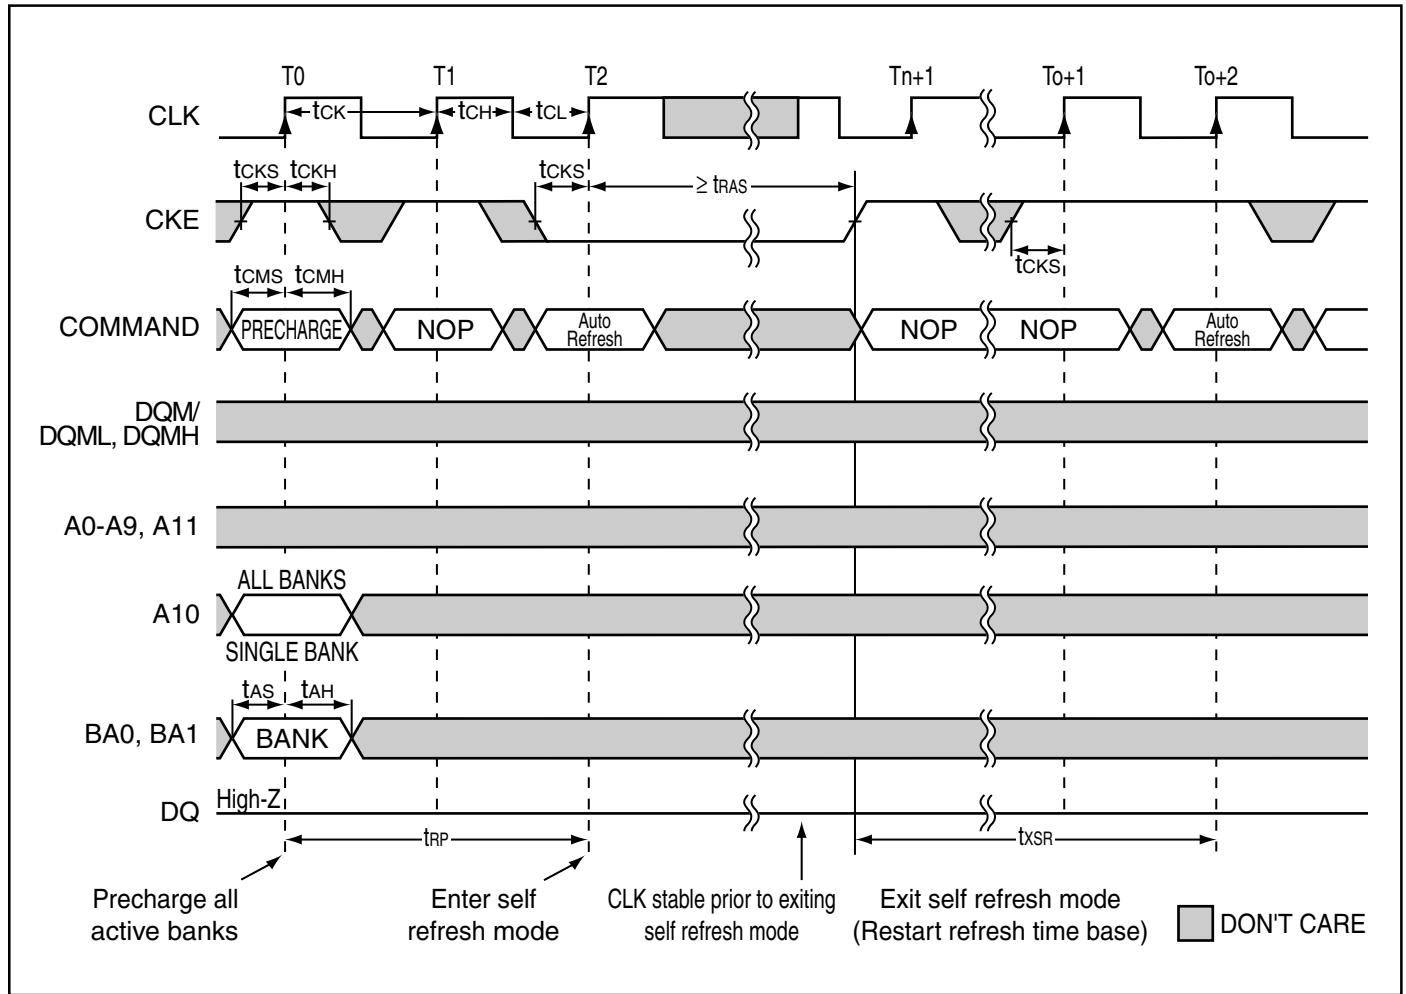 T0 T1 T2 Tn+1 To+1 To+2
CLK
tCK tCH tCL
tCKS tCKH tCKS ≥ tRAS
CKE
tCKS
tCMS tCMH
COMMAND PRECHARGE NOP Auto Refresh NOP NOP Auto Refresh
DQM/
DQML, DQMH
A0-A9, A11
ALL BANKS
A10
SINGLE BANK
tAS tAH
BA0, BA1 BANK
DQ High-Z
tRP tXSR
Precharge all
active banks
Enter self
refresh mode
CLK stable prior to exiting
self refresh mode
Exit self refresh mode
(Restart refresh time base)
DON'T CARE